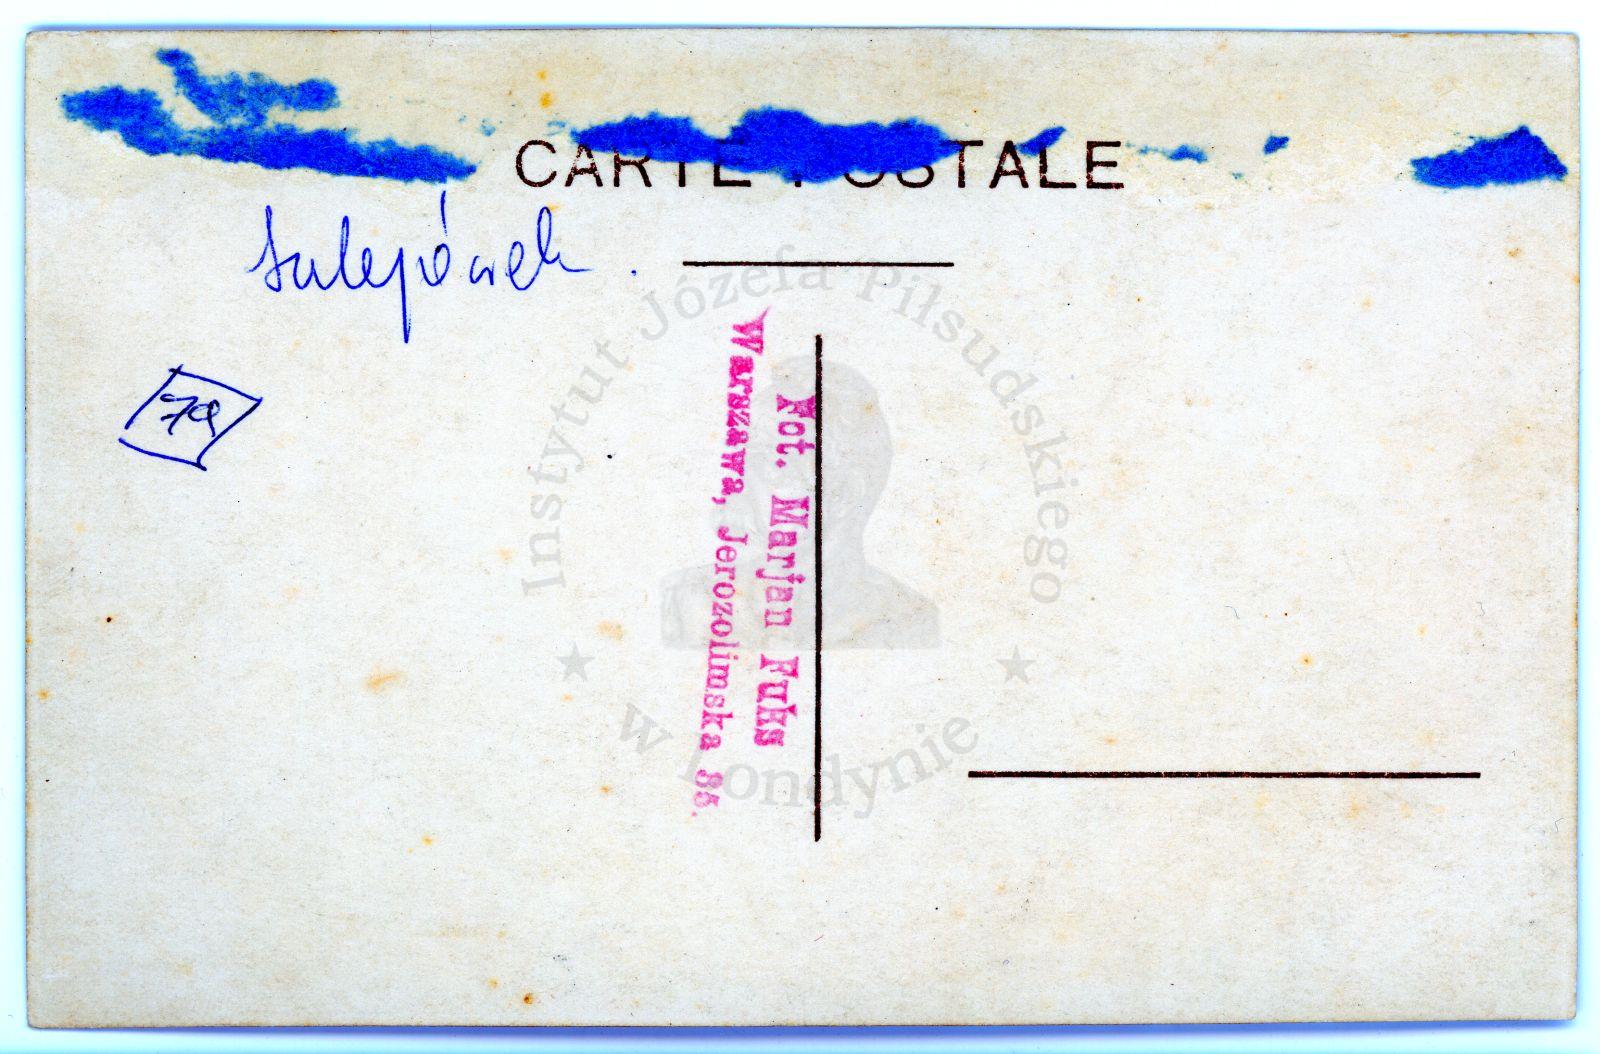 CARTE POSTALE
Sulejówek.
79
Fot. Marjan Fuks
Warszawa, Jerozolimska 85.
Instytut Józefa Piłsudskiego
w Londynie